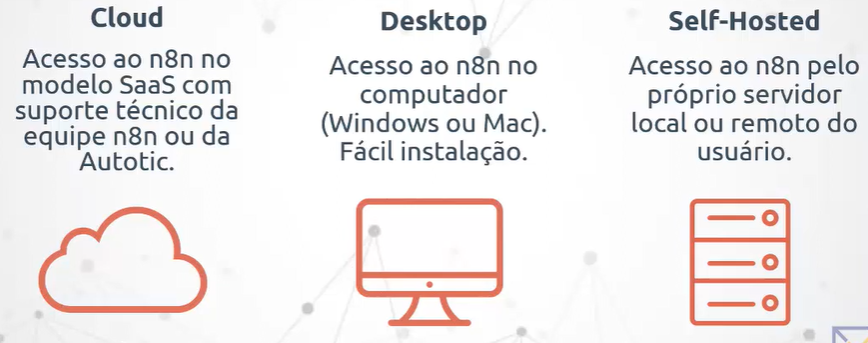 Cloud
Acesso ao n8n no
modelo SaaS com
suporte técnico da
equipe n8n ou da
Autotic.
Desktop
Acesso ao n8n no
computador
(Windows ou Mac).
Fácil instalação.
Self-Hosted
Acesso ao n8n pelo
próprio servidor
local ou remoto do
usuário.